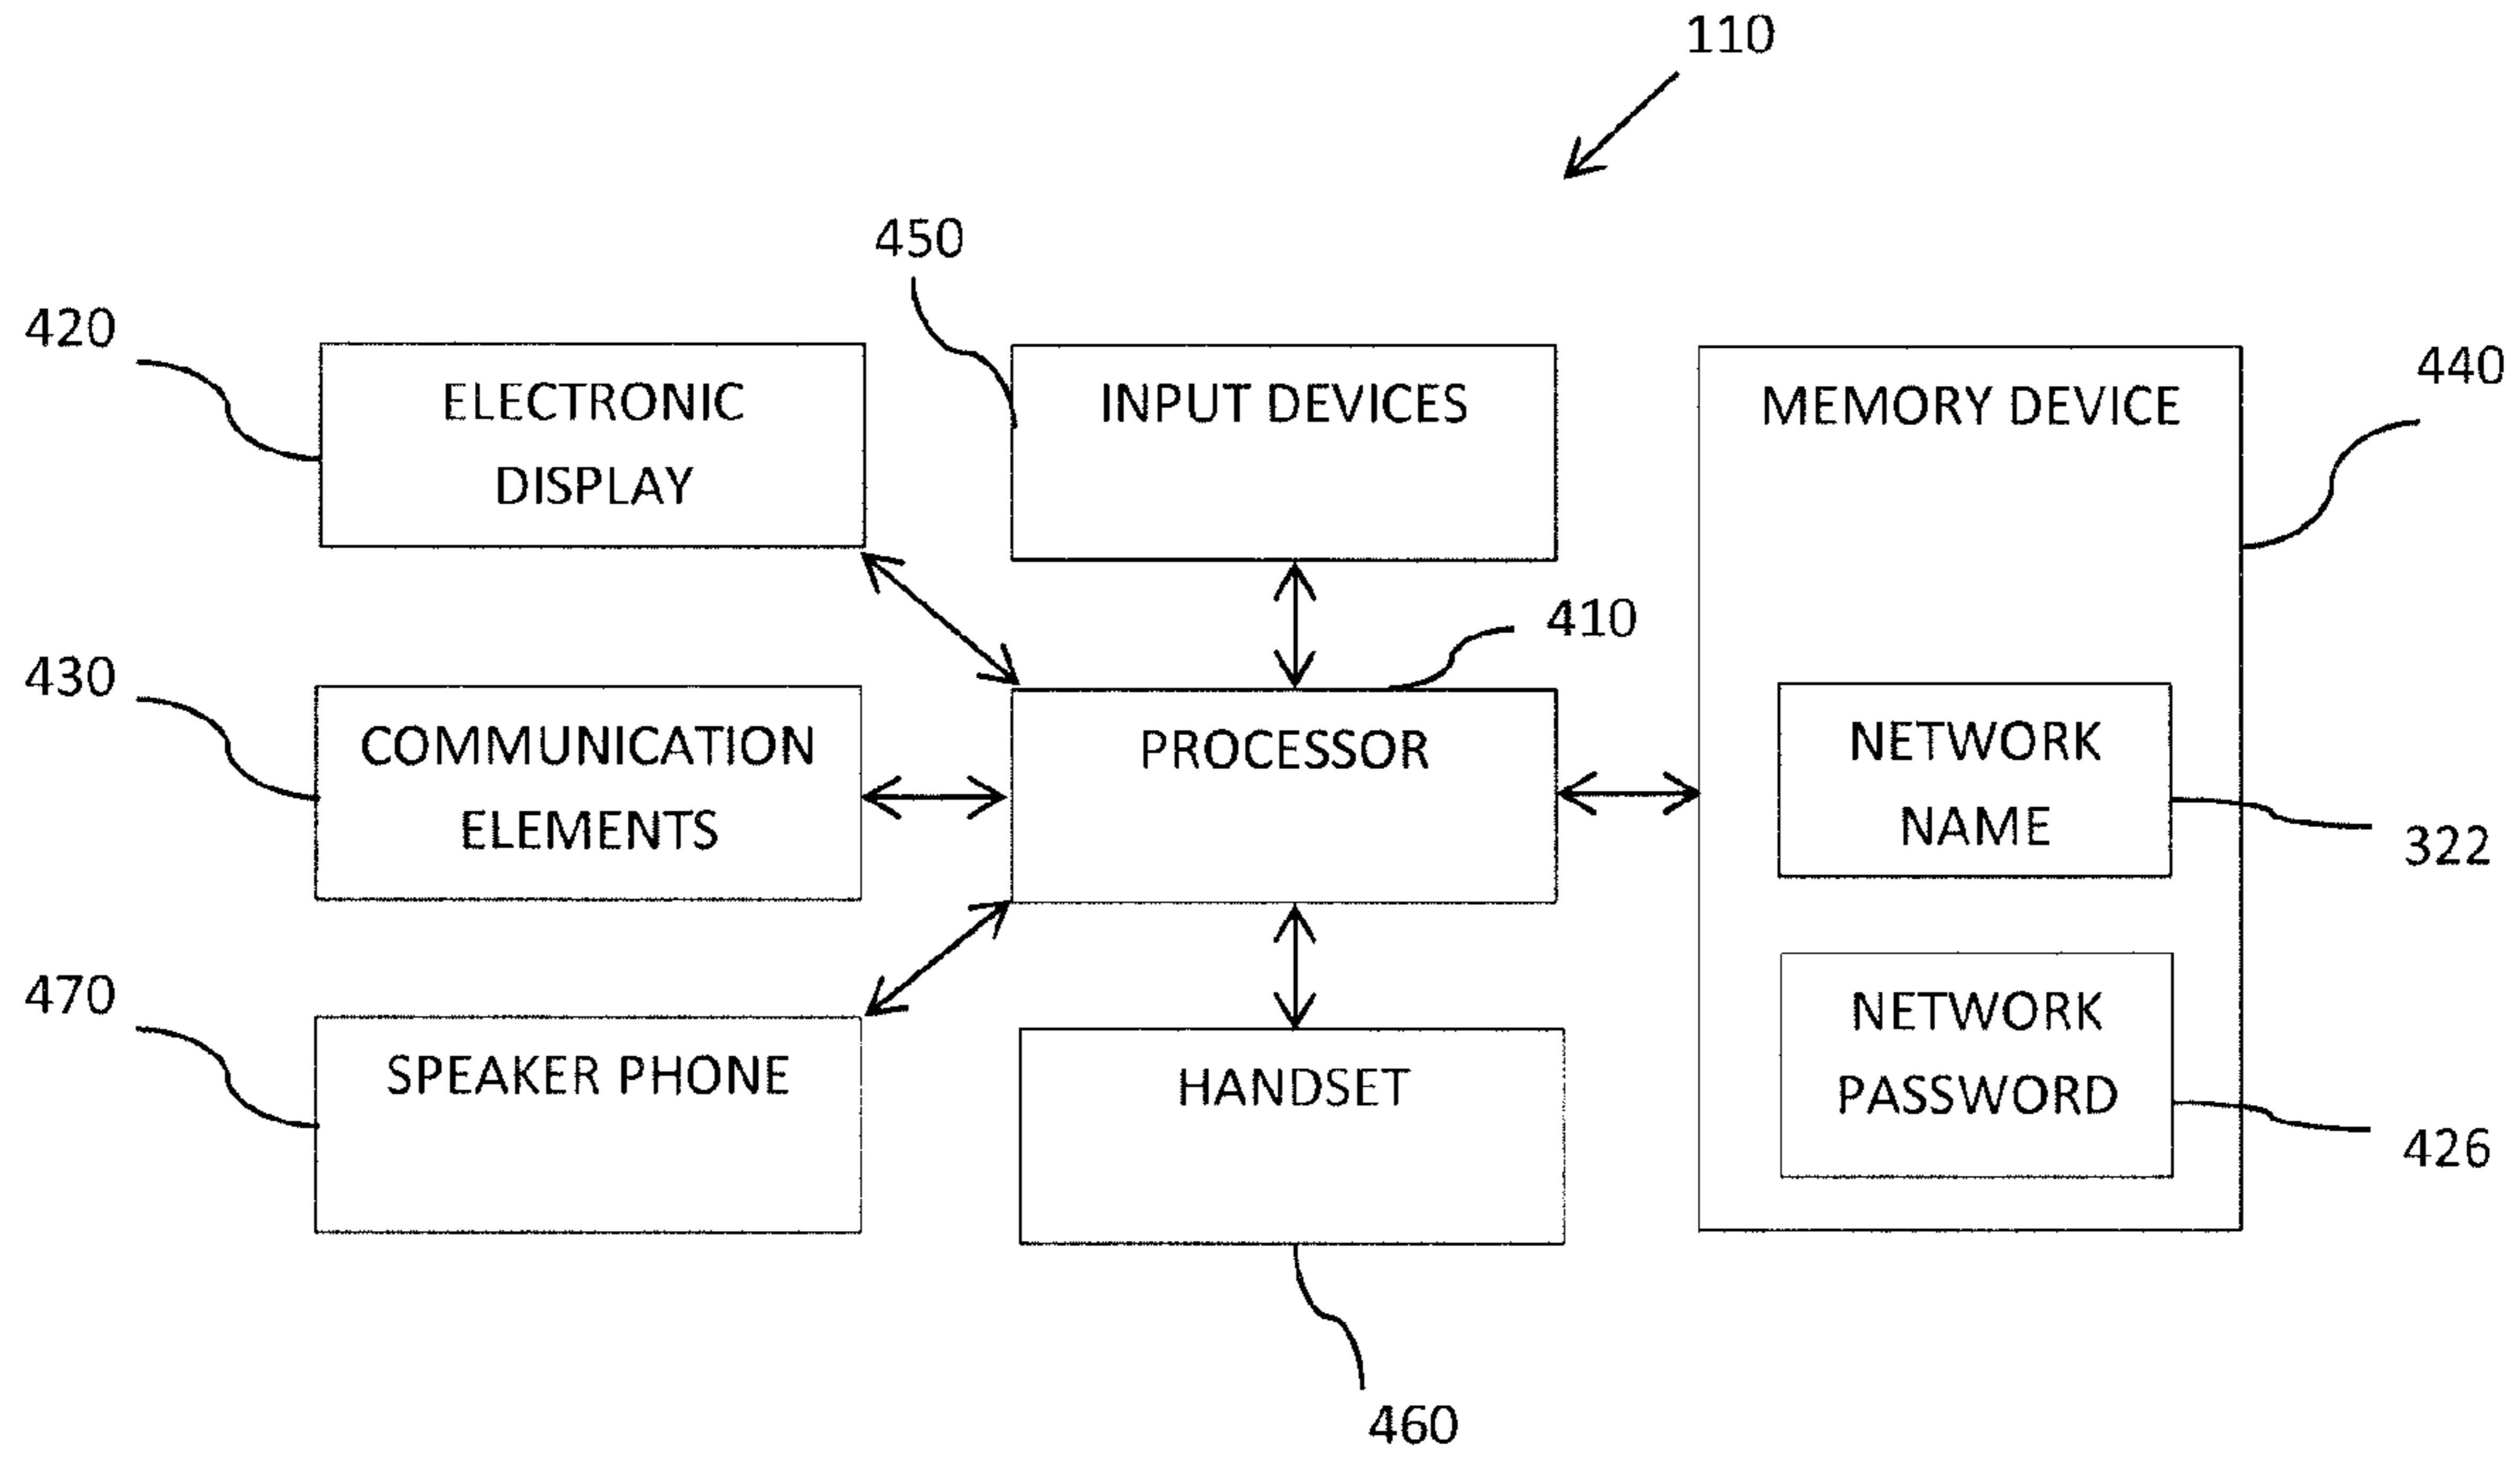 110
450
420
ELECTRONIC
DISPLAY
INPUT DEVICES
MEMORY DEVICE
440
410
430
COMMUNICATION
ELEMENTS
PROCESSOR
NETWORK
NAME
322
470
SPEAKER PHONE
HANDSET
NETWORK
PASSWORD
426
460